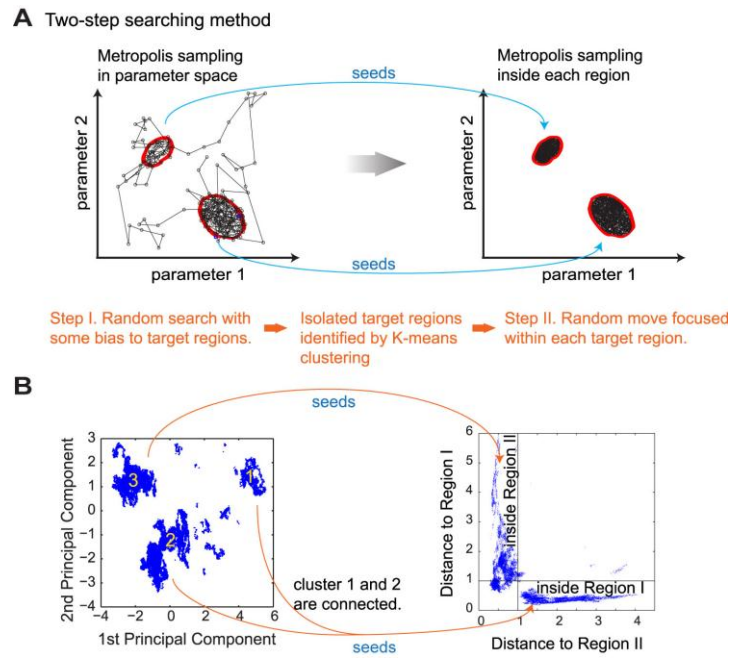 A Two-step searching method
Metropolis sampling
in parameter space
seeds
Metropolis sampling
inside each region
parameter 2
parameter 1
seeds
parameter 2
parameter 1
Step I. Random search with
some bias to target regions.
Isolated target regions
identified by K-means
clustering
Step II. Random move focused
within each target region.
B
seeds
2nd Principal Component
3
2
1
0
−1
−2
−3
−4
3
1
2
−4 −2 0 2 4 6
1st Principal Component
cluster 1 and 2
are connected.
seeds
Distance to Region I
6
5
4
3
2
1
0
inside Region II
inside Region I
0 1 2 3 4
Distance to Region II